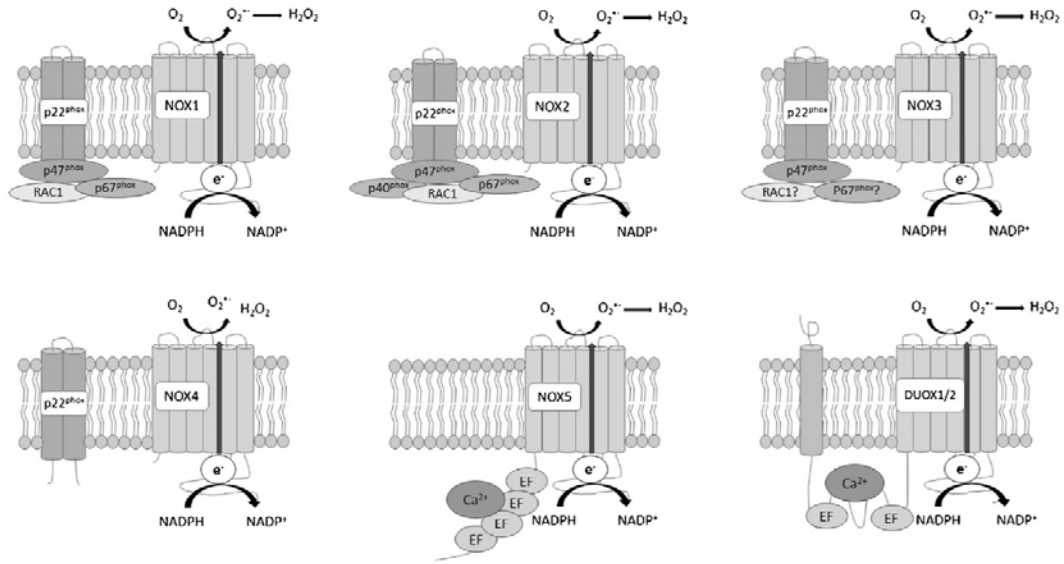 O₂ O₂•- H₂O₂
p22phox NOX1
p47phox
RAC1 p67phox e-
NADPH NADP+
O₂ O₂•- H₂O₂
p22phox NOX2
p47phox
p40phox RAC1 p67phox e-
NADPH NADP+
O₂ O₂•- H₂O₂
p22phox NOX3
p47phox
RAC1? P67phox? e-
NADPH NADP+
O₂ O₂•- H₂O₂
p22phox NOX4
e-
NADPH NADP+
O₂ O₂•- H₂O₂
NOX5
e-
EF
Ca2+ EF
EF
EF
NADPH NADP+
O₂ O₂•- H₂O₂
DUOX1/2
Ca2+ e-
EF EF
NADPH NADP+